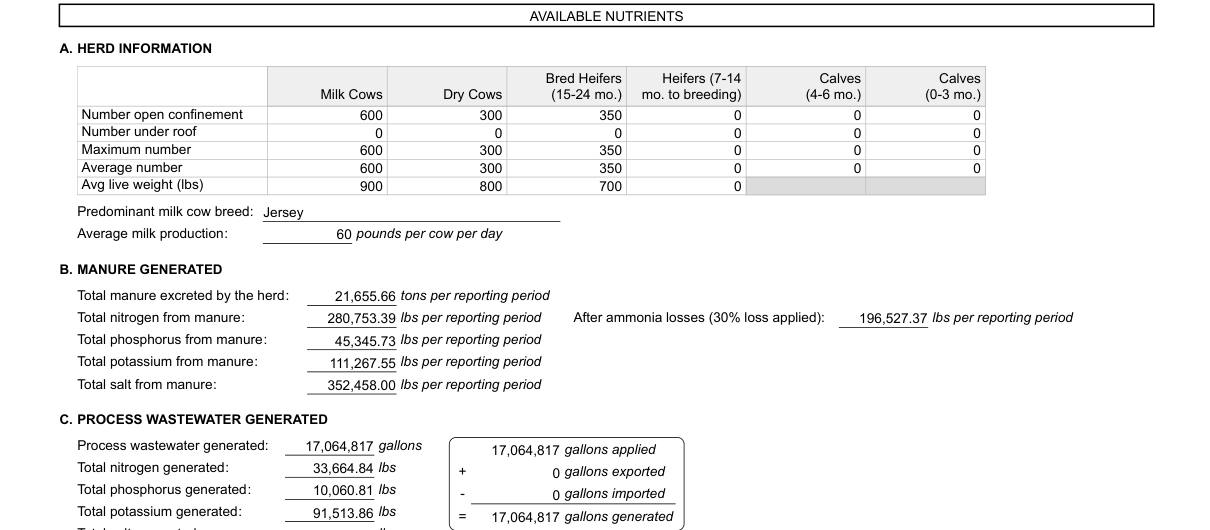 AVAILABLE NUTRIENTS
A. HERD INFORMATION
Milk Cows Dry Cows Bred Heifers (15-24 mo.) Heifers (7-14 mo. to breeding) Calves (4-6 mo.) Calves (0-3 mo.)
Number open confinement 600 300 350 0 0 0
Number under roof 0 0 0 0 0 0
Maximum number 600 300 350 0 0 0
Average number 600 300 350 0 0 0
Avg live weight (lbs) 900 800 700 0
Predominant milk cow breed: Jersey
Average milk production: 60 pounds per cow per day
B. MANURE GENERATED
Total manure excreted by the herd: 21,655.66 tons per reporting period
Total nitrogen from manure: 280,753.39 lbs per reporting period After ammonia losses (30% loss applied): 196,527.37 lbs per reporting period
Total phosphorus from manure: 45,345.73 lbs per reporting period
Total potassium from manure: 111,267.55 lbs per reporting period
Total salt from manure: 352,458.00 lbs per reporting period
C. PROCESS WASTEWATER GENERATED
Process wastewater generated: 17,064,817 gallons
Total nitrogen generated: 33,664.84 lbs
Total phosphorus generated: 10,060.81 lbs
Total potassium generated: 91,513.86 lbs
17,064,817 gallons applied
+ 0 gallons exported
- 0 gallons imported
= 17,064,817 gallons generated